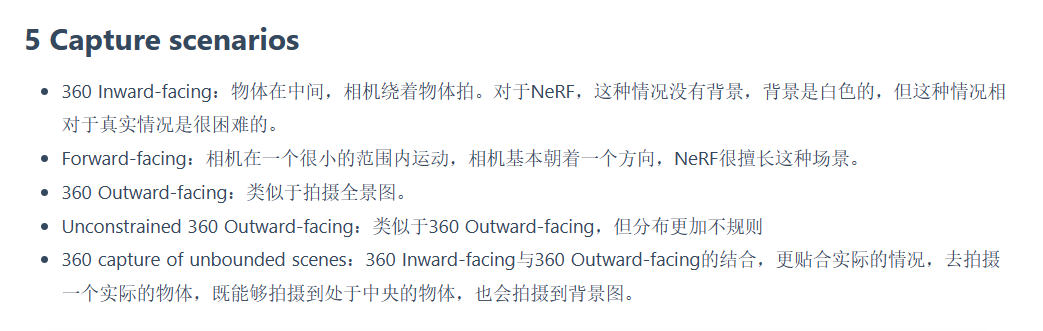 5 Capture scenarios
• 360 Inward-facing：物体在中间，相机绕着物体拍。对于NeRF，这种情况没有背景，背景是白色的，但这种情况相
对于真实情况是很困难的。
• Forward-facing：相机在一个很小的范围内运动，相机基本朝着一个方向，NeRF很擅长这种场景。
• 360 Outward-facing：类似于拍摄全景图。
• Unconstrained 360 Outward-facing：类似于360 Outward-facing，但分布更加不规则
• 360 capture of unbounded scenes：360 Inward-facing与360 Outward-facing的结合，更贴合实际的情况，去拍摄
一个实际的物体，既能够拍摄到处于中央的物体，也会拍摄到背景图。